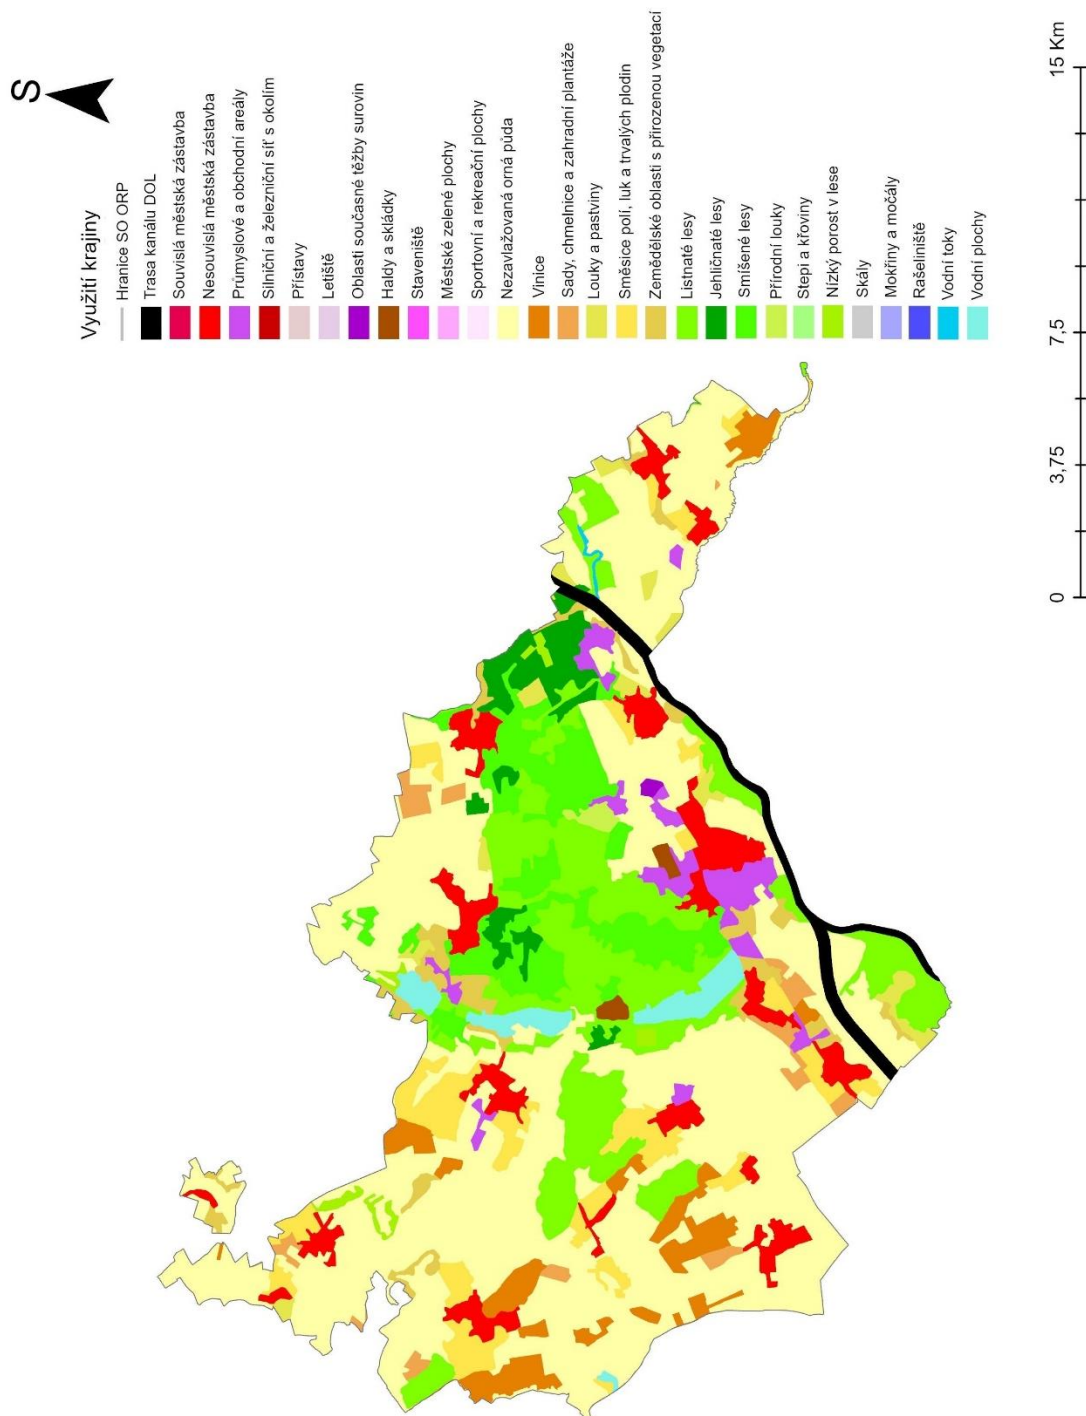 S
Využití krajiny
Hranice SO ORP
Trasa kanálu DOL
Souvislá městská zástavba
Nesouvislá městská zástavba
Průmyslové a obchodní areály
Silniční a železniční síť s okolím
Přístavy
Letiště
Oblasti současné těžby surovin
Haldy a skládky
Staveniště
Městské zelené plochy
Sportovní a rekreační plochy
Nezavlažovaná orná půda
Vinice
Sady, chmelnice a zahradní plantáže
Louky a pastviny
Směsice polí, luk a trvalých plodin
Zemědělské oblasti s přirozenou vegetací
Listnaté lesy
Jehličnaté lesy
Smíšené lesy
Přírodní louky
Stepi a křoviny
Nízký porost v lese
Skály
Mokřiny a močály
Rašeliniště
Vodní toky
Vodní plochy
0 3,75 7,5 15 Km